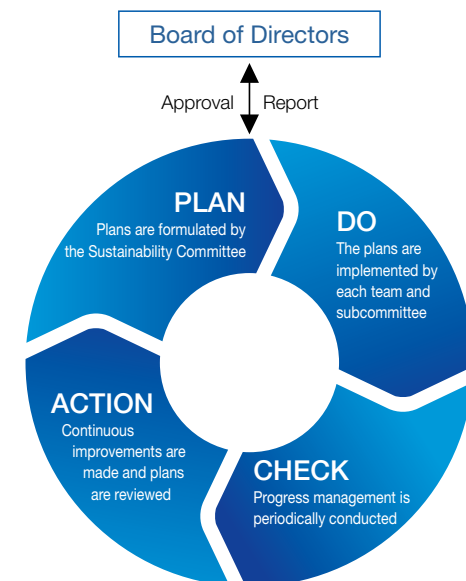 Board of Directors
Approval Report
PLAN
Plans are formulated by
the Sustainability Committee
DO
The plans are
implemented by
each team and
subcommittee
CHECK
Progress management is
periodically conducted
ACTION
Continuous
improvements are
made and plans
are reviewed